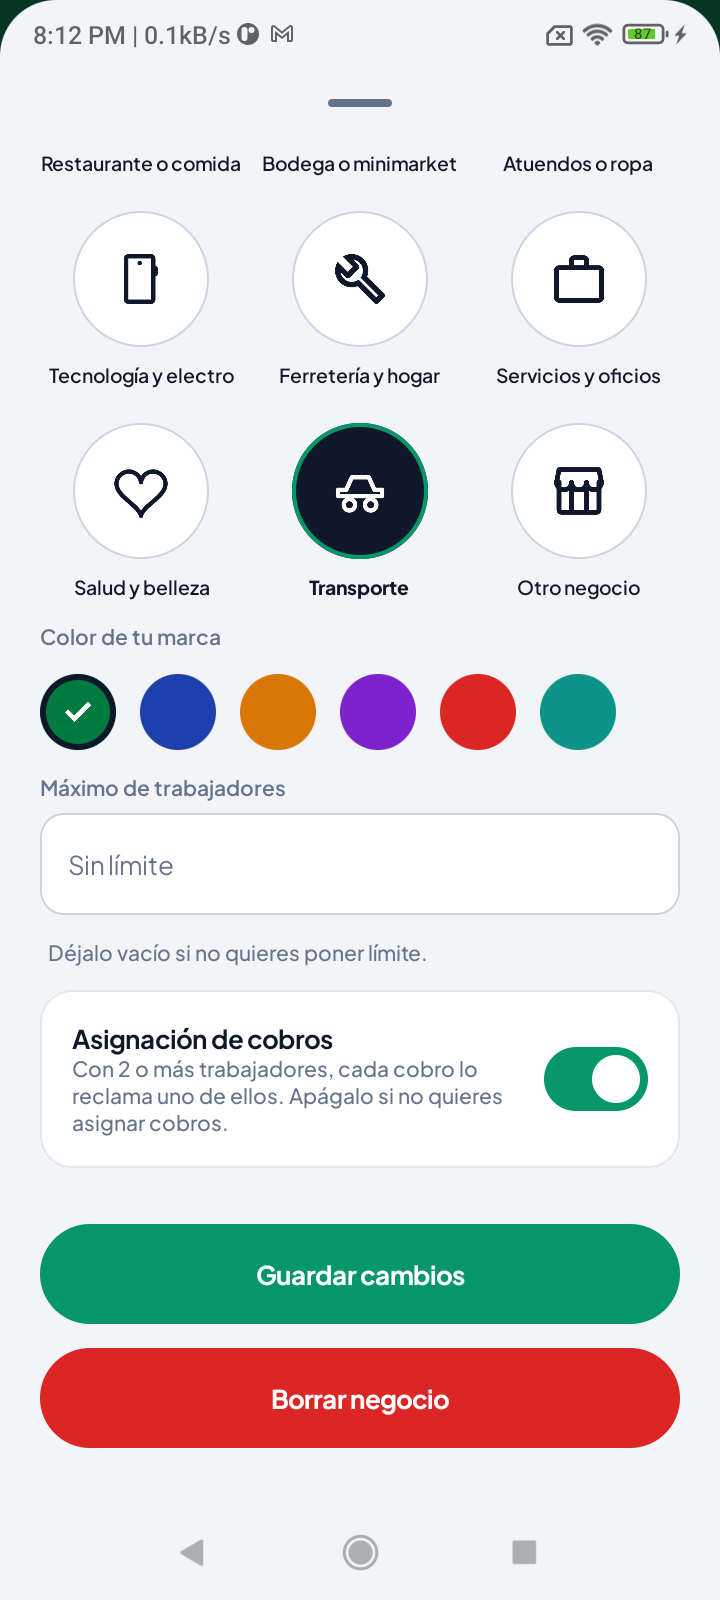 8:12 PM | 0.1kB/s
87
Restaurante o comida
Bodega o minimarket
Atuendos o ropa
Tecnología y electro
Ferretería y hogar
Servicios y oficios
Salud y belleza
Transporte
Otro negocio
Color de tu marca
Máximo de trabajadores
Sin límite
Déjalo vacío si no quieres poner límite.
Asignación de cobros
Con 2 o más trabajadores, cada cobro lo
reclama uno de ellos. Apágalo si no quieres
asignar cobros.
Guardar cambios
Borrar negocio